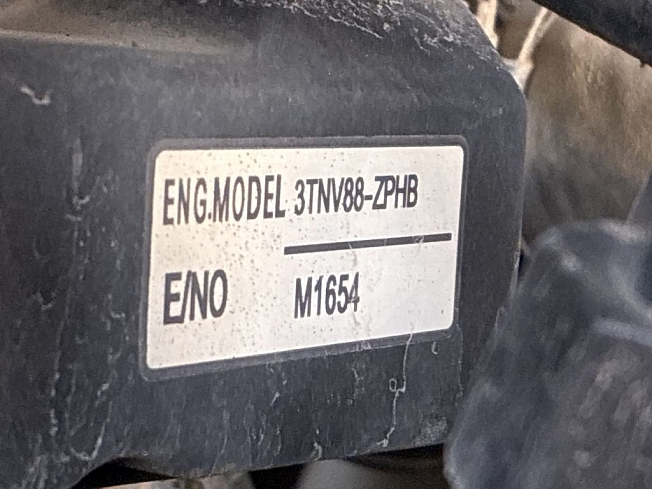 ENG.MODEL 3TNV88-ZPHB
E/NO M1654